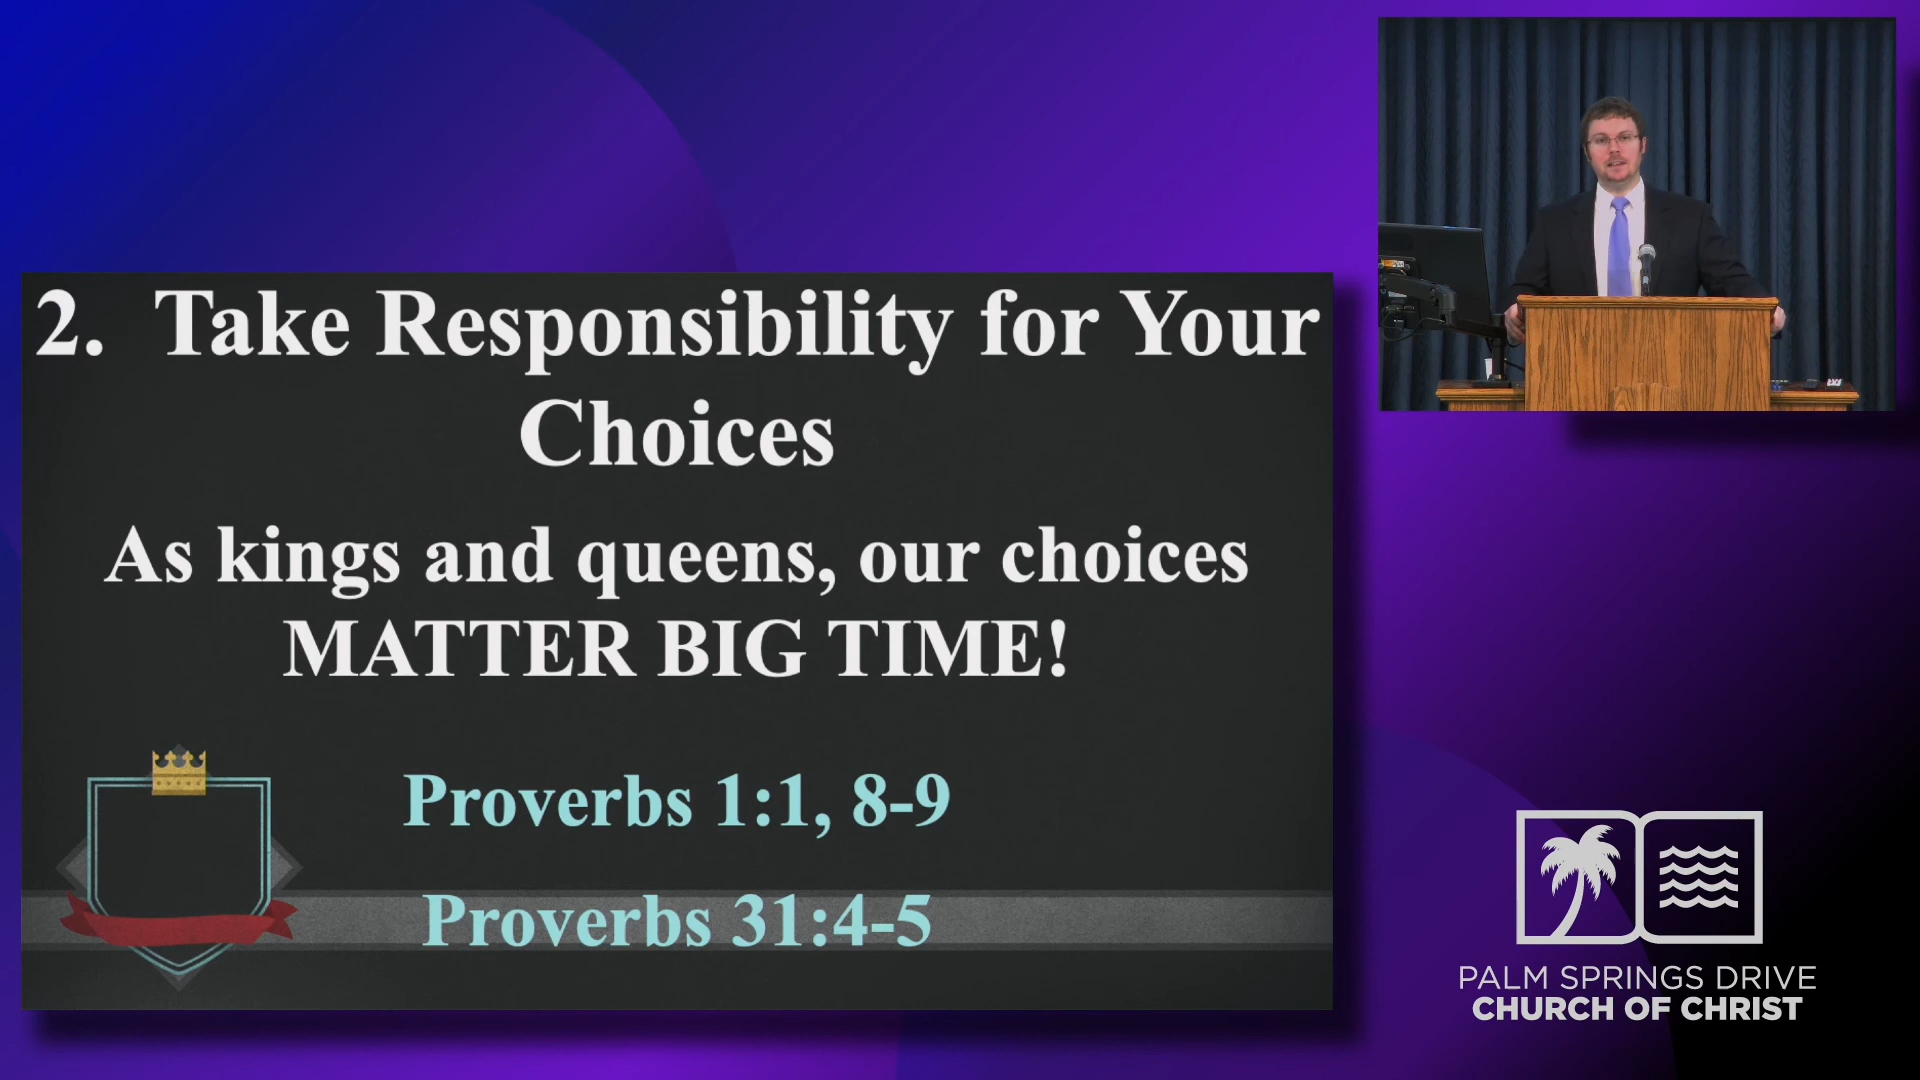 2. Take Responsibility for Your
Choices
As kings and queens, our choices
MATTER BIG TIME!
Proverbs 1:1, 8-9
Proverbs 31:4-5
PALM SPRINGS DRIVE
CHURCH OF CHRIST